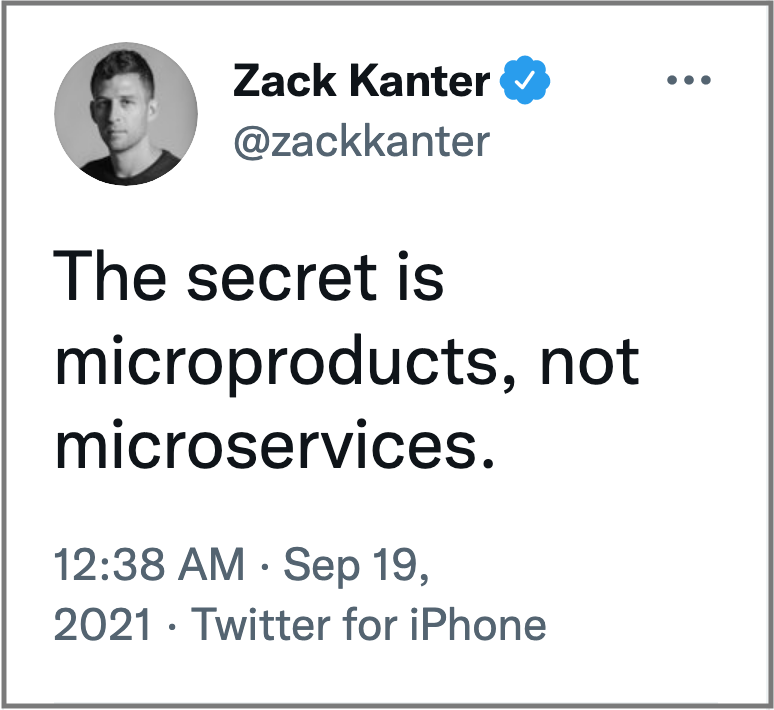 Zack Kanter
@zackkanter
The secret is
microproducts, not
microservices.
12:38 AM · Sep 19,
2021 · Twitter for iPhone